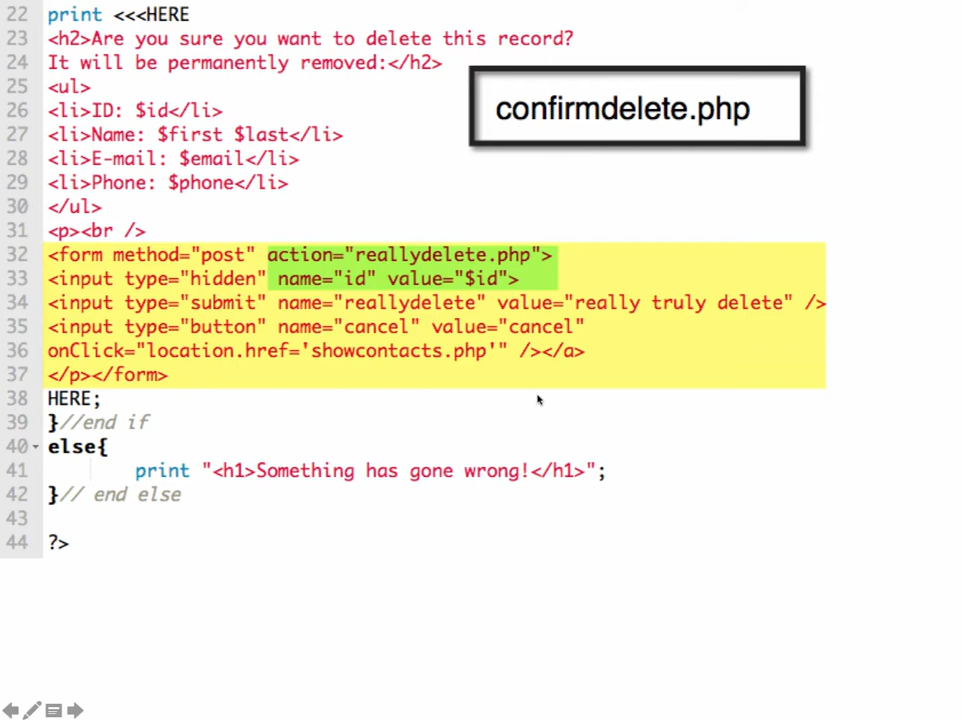 22 print <<<HERE
23 <h2>Are you sure you want to delete this record?
24 It will be permanently removed:</h2>
confirmdelete.php
25 <ul>
26 <li>ID: $id</li>
27 <li>Name: $first $last</li>
28 <li>E-mail: $email</li>
29 <li>Phone: $phone</li>
30 </ul>
31 <p><br />
32 <form method="post" action="reallydelete.php">
33 <input type="hidden" name="id" value="$id">
34 <input type="submit" name="reallydelete" value="really truly delete" />
35 <input type="button" name="cancel" value="cancel"
36 onClick="location.href='showcontacts.php'" /></a>
37 </p></form>
38 HERE;
39 }//end if
40 else{
41 print "<h1>Something has gone wrong!</h1>";
42 }// end else
43
44 ?>